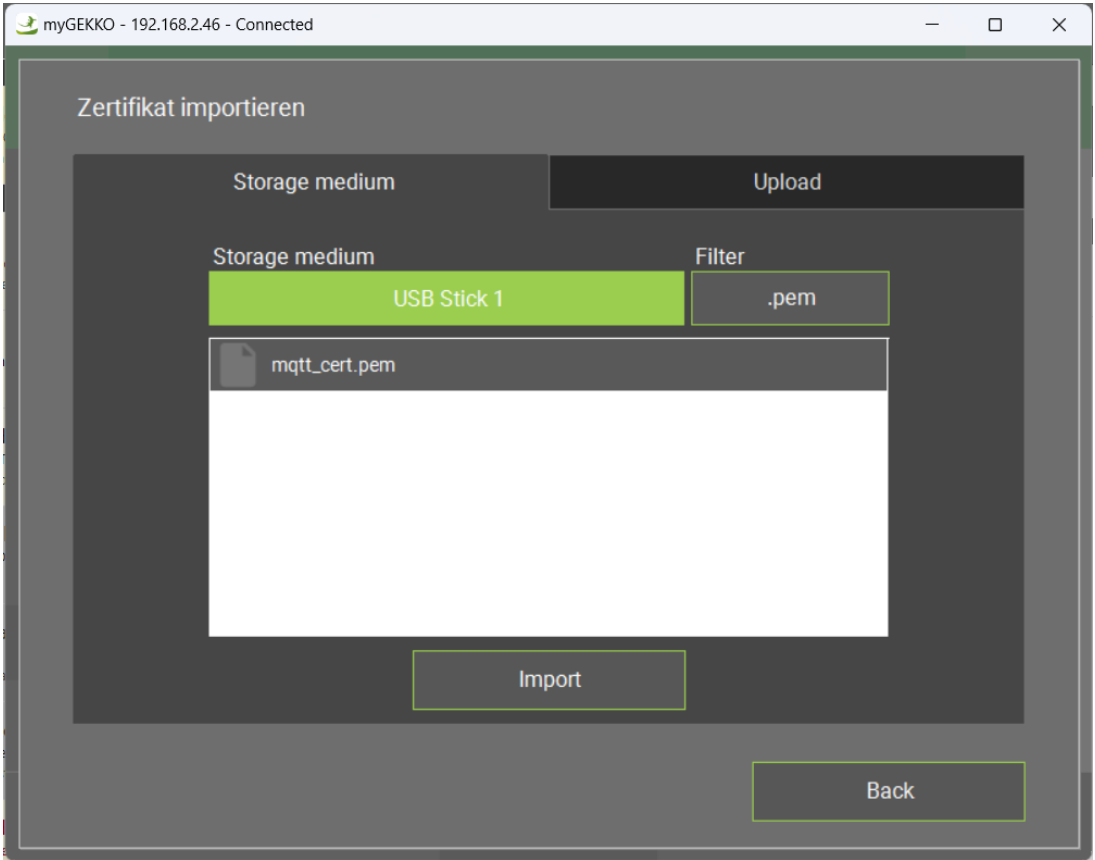 myGEKKO - 192.168.2.46 - Connected
Zertifikat importieren
Storage medium Upload
Storage medium Filter
USB Stick 1 .pem
mqtt_cert.pem
Import
Back